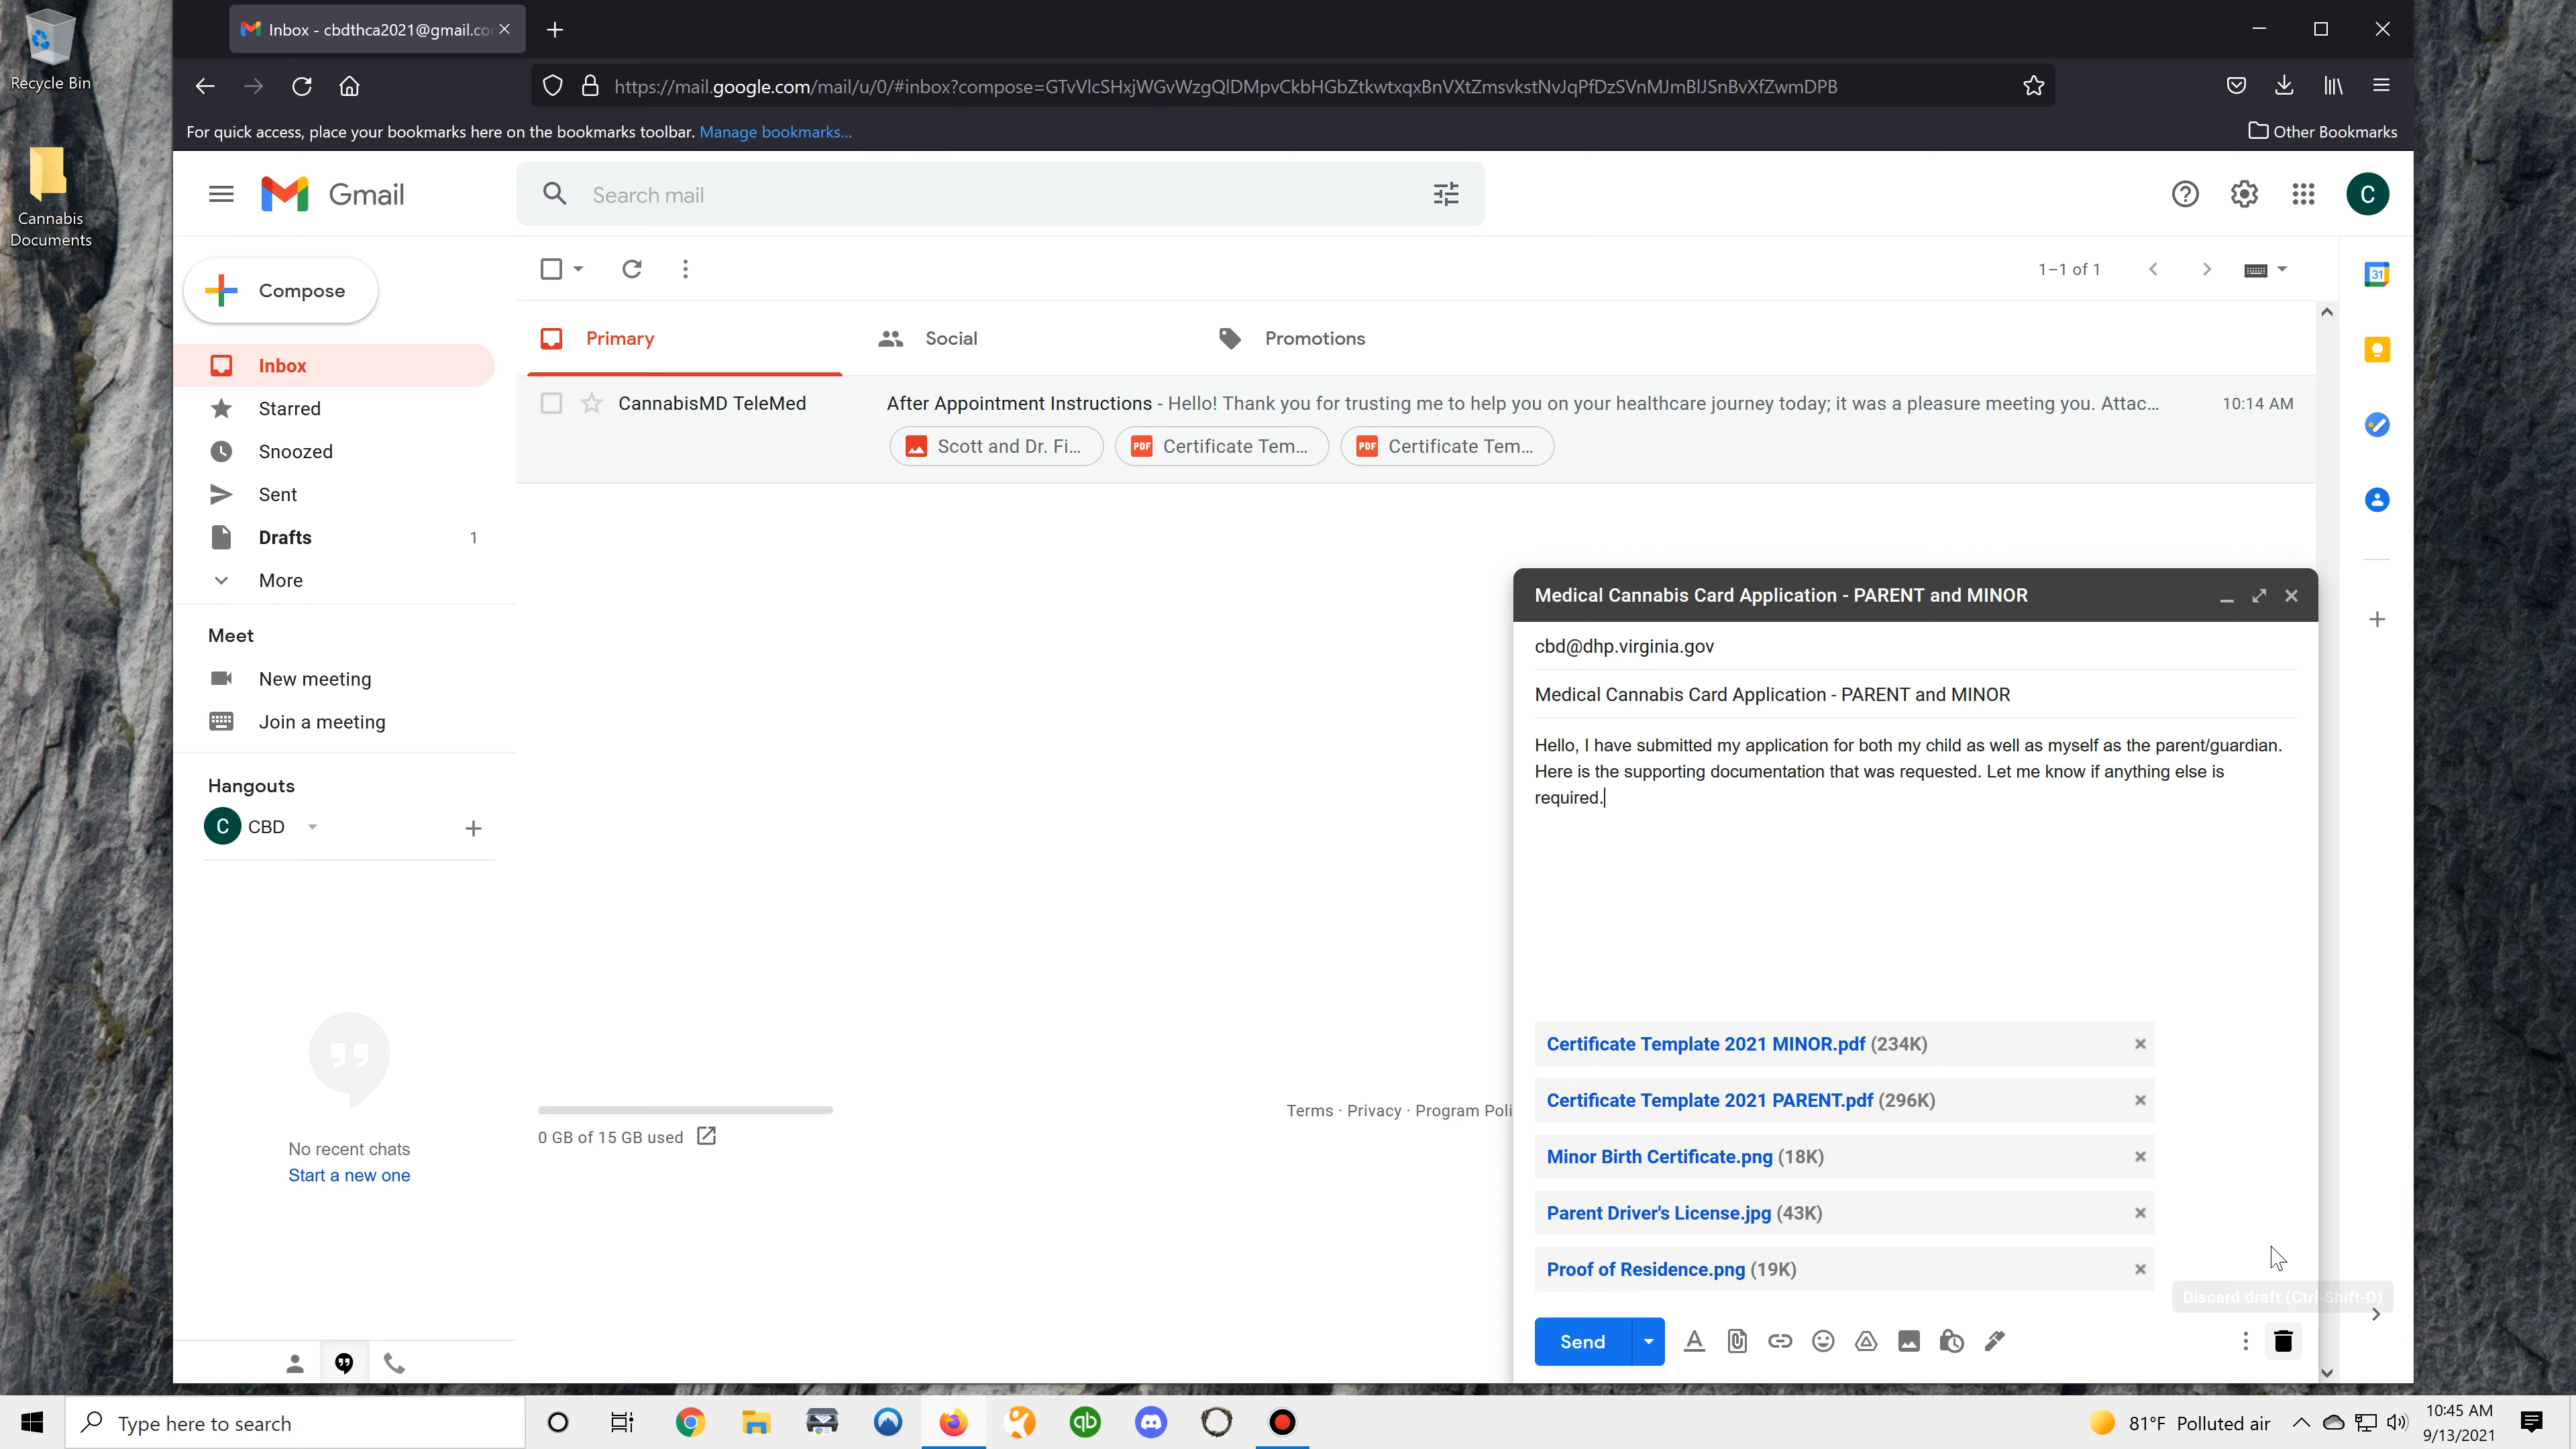 Recycle Bin
Cannabis
Documents
Inbox - cbdthca2021@gmail.co
https://mail.google.com/mail/u/0/#inbox?compose=GTvVlcSHxjWGvWzgQlDMpvCkbHGbZtkwtxqxBnVXtZmsvkstNvJqPfDzSVnMJmBlJSnBvXfZwmDPB
For quick access, place your bookmarks here on the bookmarks toolbar. Manage bookmarks...
Other Bookmarks
Gmail
Search mail
C
Compose
1–1 of 1
31
Primary
Social
Promotions
Inbox
Starred
Snoozed
Sent
Drafts 1
More
CannabisMD TeleMed
After Appointment Instructions - Hello! Thank you for trusting me to help you on your healthcare journey today; it was a pleasure meeting you. Attac...
10:14 AM
Scott and Dr. Fi...
PDF Certificate Tem...
PDF Certificate Tem...
Meet
New meeting
Join a meeting
Hangouts
C CBD
No recent chats
Start a new one
0 GB of 15 GB used
Terms · Privacy · Program Poli
Medical Cannabis Card Application - PARENT and MINOR
cbd@dhp.virginia.gov
Medical Cannabis Card Application - PARENT and MINOR
Hello, I have submitted my application for both my child as well as myself as the parent/guardian.
Here is the supporting documentation that was requested. Let me know if anything else is
required.
Certificate Template 2021 MINOR.pdf (234K)
Certificate Template 2021 PARENT.pdf (296K)
Minor Birth Certificate.png (18K)
Parent Driver's License.jpg (43K)
Proof of Residence.png (19K)
Discard draft (Ctrl-Shift-D)
Send
Type here to search
qb
81°F Polluted air
10:45 AM
9/13/2021